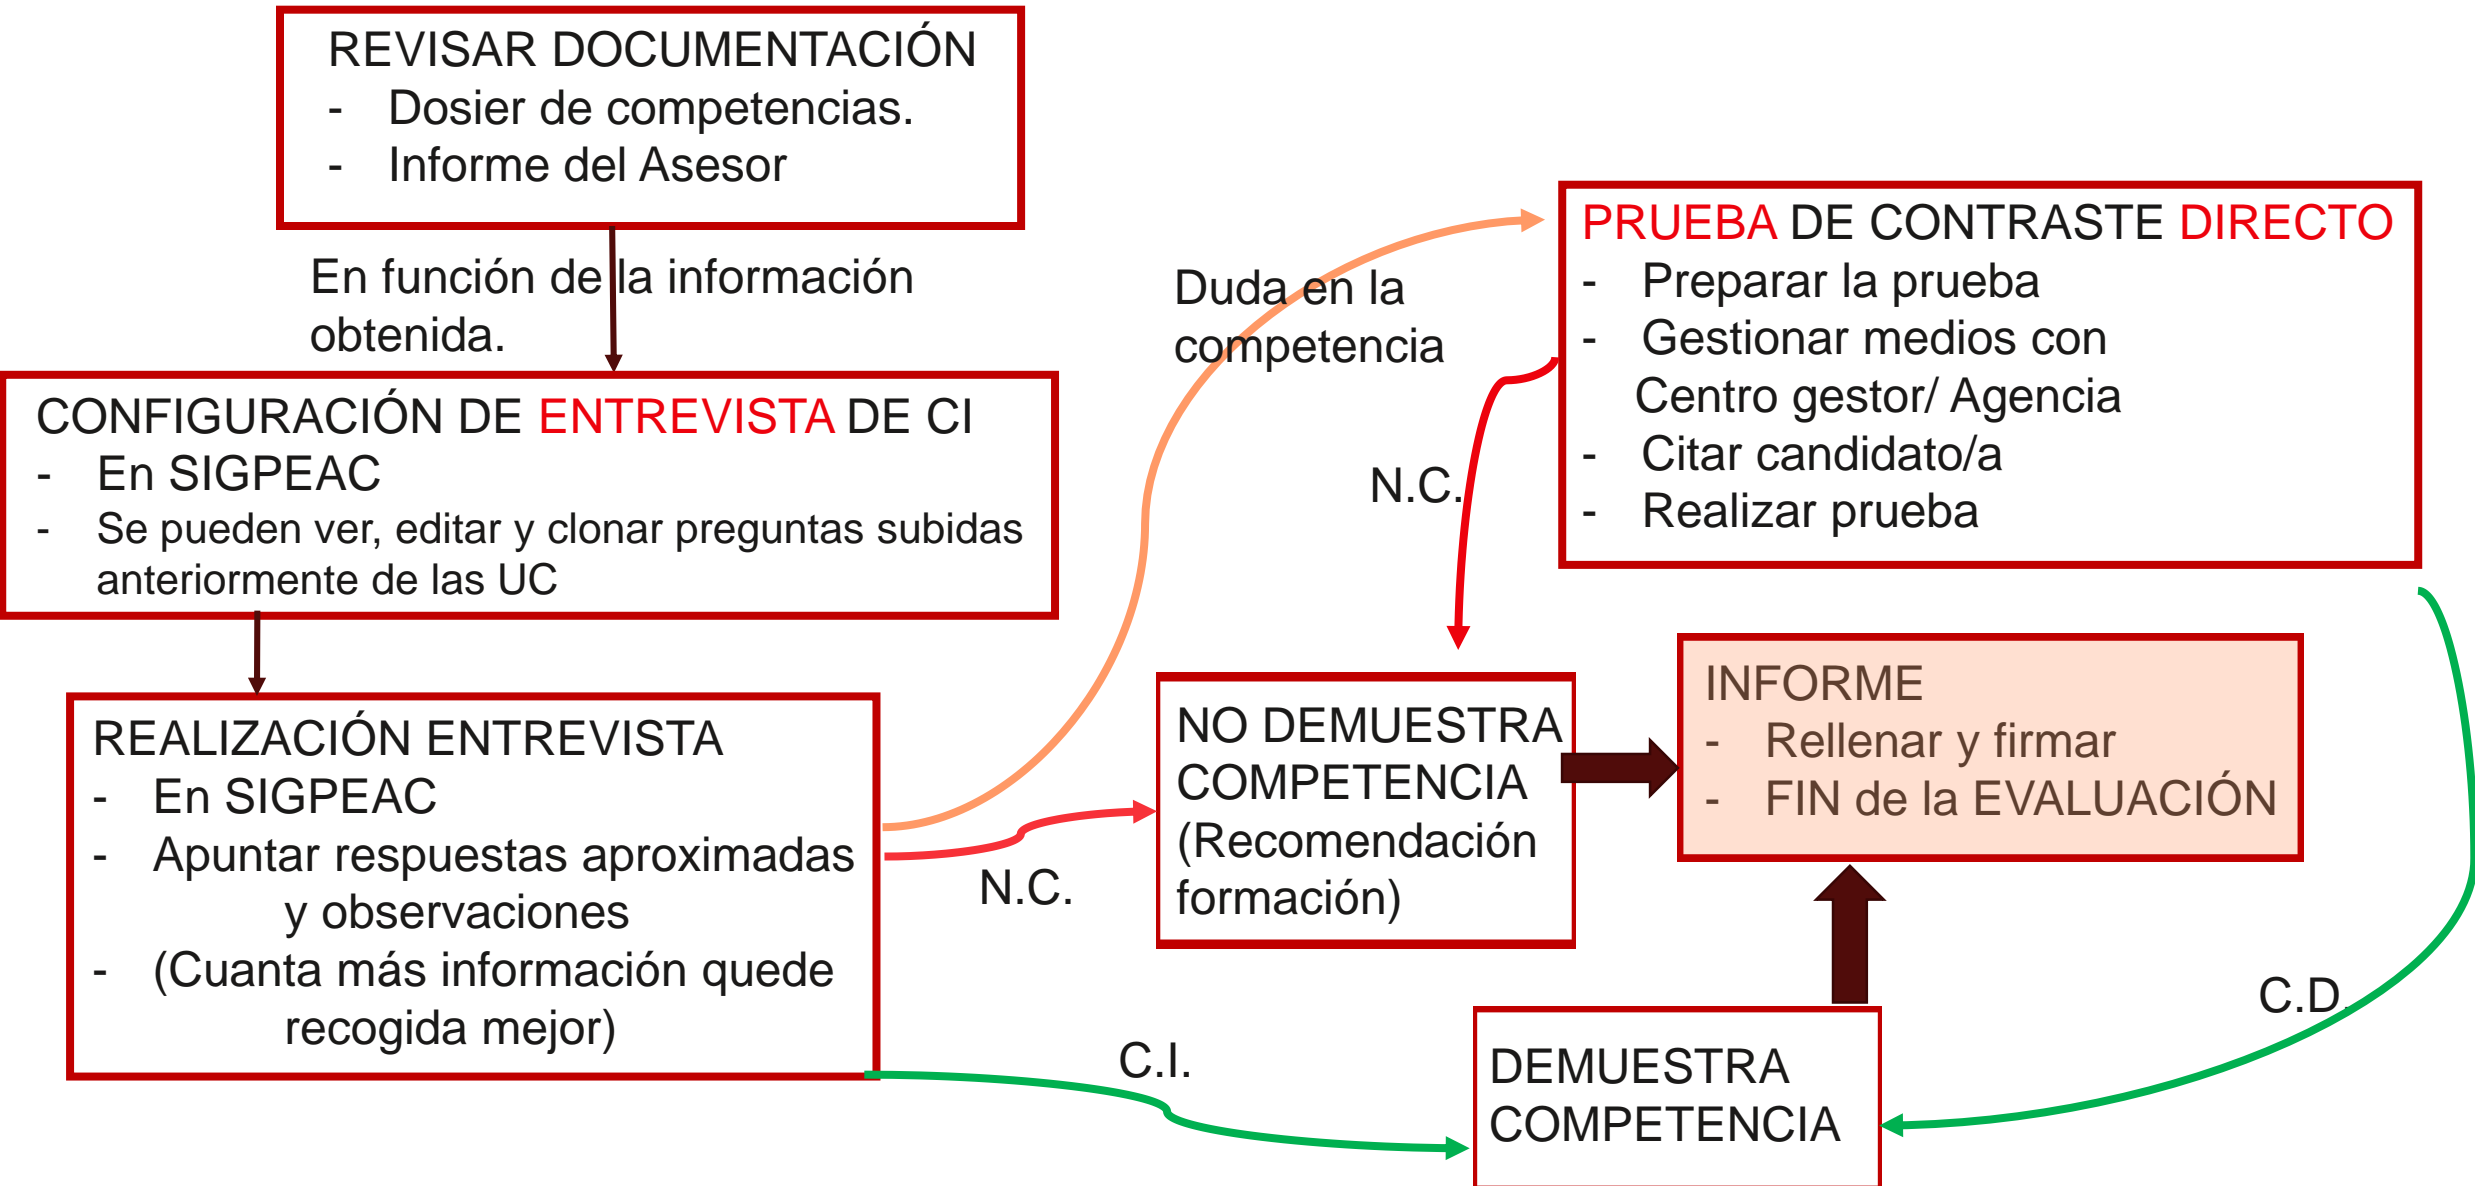 REVISAR DOCUMENTACIÓN
- Dosier de competencias.
- Informe del Asesor
En función de la información
obtenida.
CONFIGURACIÓN DE ENTREVISTA DE CI
- En SIGPEAC
- Se pueden ver, editar y clonar preguntas subidas
anteriormente de las UC
REALIZACIÓN ENTREVISTA
- En SIGPEAC
- Apuntar respuestas aproximadas
y observaciones
- (Cuanta más información quede
recogida mejor)
Duda en la
competencia
PRUEBA DE CONTRASTE DIRECTO
- Preparar la prueba
- Gestionar medios con
Centro gestor/ Agencia
- Citar candidato/a
- Realizar prueba
N.C.
N.C.
NO DEMUESTRA
COMPETENCIA
(Recomendación
formación)
INFORME
- Rellenar y firmar
- FIN de la EVALUACIÓN
C.I.
DEMUESTRA
COMPETENCIA
C.D.